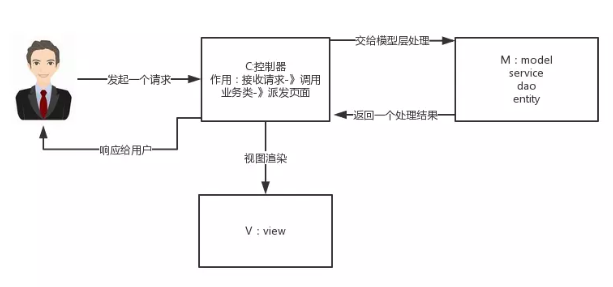 交给模型层处理
C控制器
作用：接收请求-》调用
业务类-》派发页面
M：model
service
dao
entity
发起一个请求
返回一个处理结果
响应给用户
视图渲染
V：view